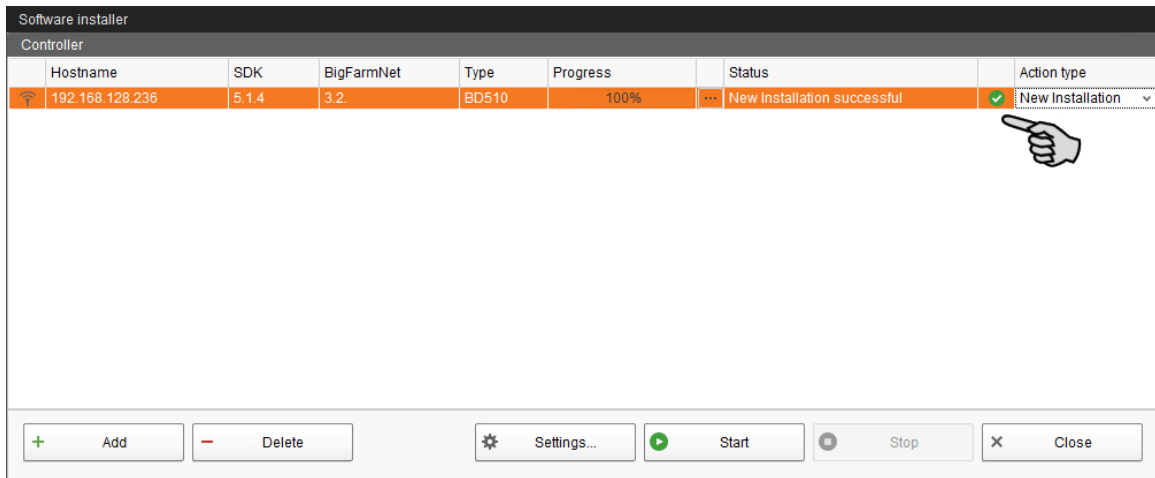 Software installer
Controller
Hostname SDK BigFarmNet Type Progress Status Action type
192.168.128.236 5.1.4 3.2. BD510 100% ... New Installation successful New Installation
+ Add - Delete Settings... Start Stop × Close